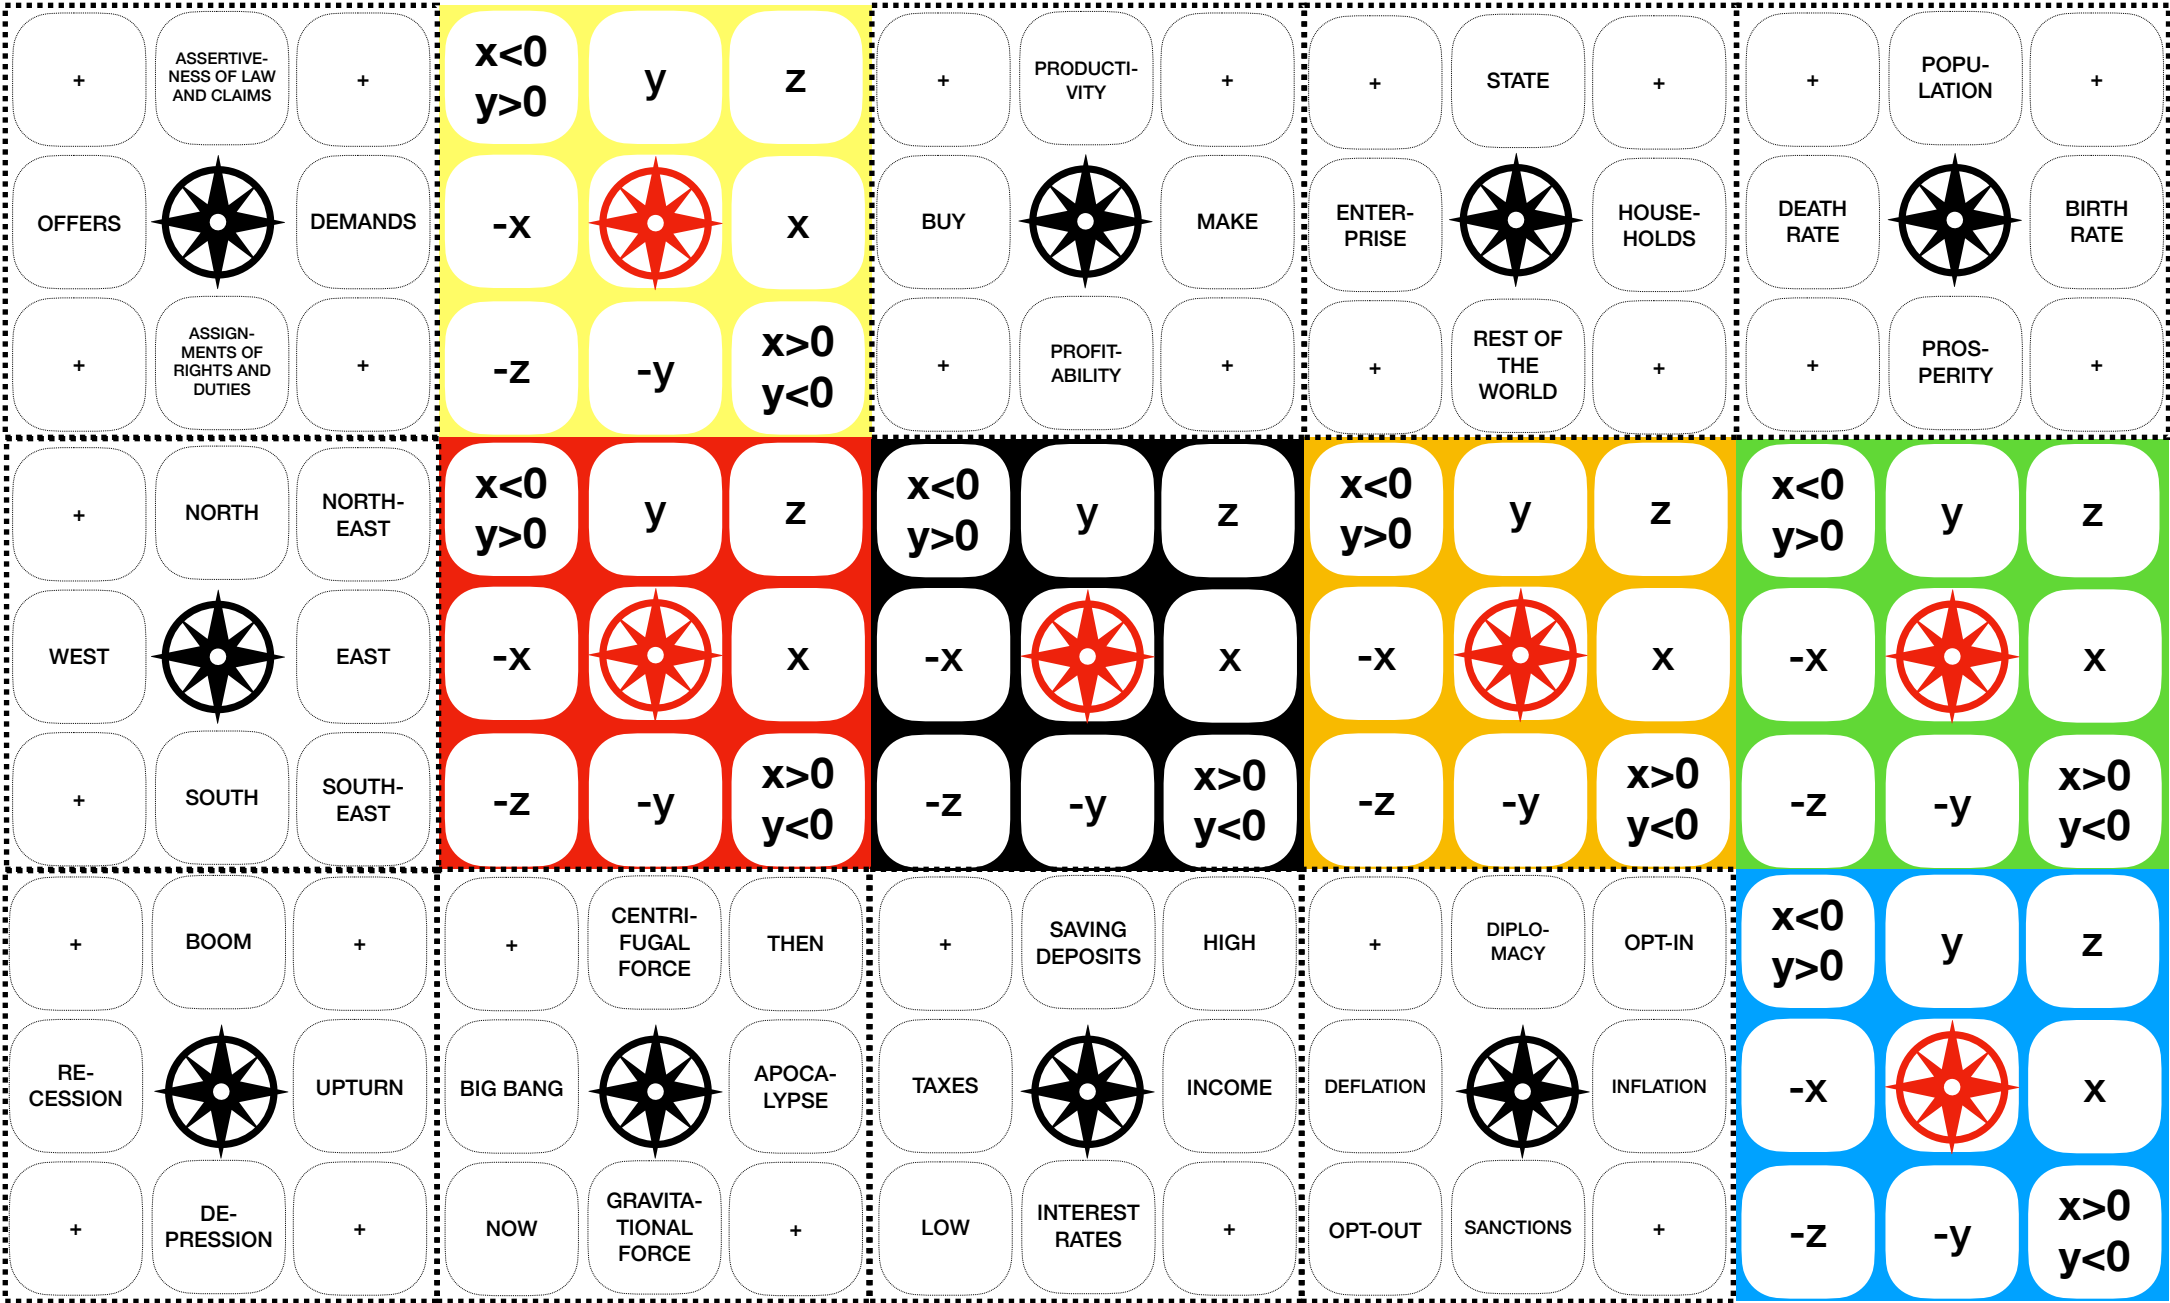 +
ASSERTIVE-
NESS OF LAW
AND CLAIMS
+
OFFERS
DEMANDS
+
ASSIGN-
MENTS OF
RIGHTS AND
DUTIES
+
x<0
y>0
y
z
-x
x
-z
-y
x>0
y<0
+
PRODUCTI-
VITY
+
BUY
MAKE
+
PROFIT-
ABILITY
+
+
STATE
+
ENTER-
PRISE
HOUSE-
HOLDS
+
REST OF
THE
WORLD
+
+
POPU-
LATION
+
DEATH
RATE
BIRTH
RATE
+
PROS-
PERITY
+
+
NORTH
NORTH-
EAST
WEST
EAST
+
SOUTH
SOUTH-
EAST
x<0
y>0
y
z
-x
x
-z
-y
x>0
y<0
x<0
y>0
y
z
-x
x
-z
-y
x>0
y<0
x<0
y>0
y
z
-x
x
-z
-y
x>0
y<0
x<0
y>0
y
z
-x
x
-z
-y
x>0
y<0
+
BOOM
+
RE-
CESSION
UPTURN
+
DE-
PRESSION
+
+
CENTRI-
FUGAL
FORCE
THEN
BIG BANG
APOCA-
LYPSE
NOW
GRAVITA-
TIONAL
FORCE
+
+
SAVING
DEPOSITS
HIGH
TAXES
INCOME
LOW
INTEREST
RATES
+
+
DIPLO-
MACY
OPT-IN
DEFLATION
INFLATION
OPT-OUT
SANCTIONS
+
x<0
y>0
y
z
-x
x
-z
-y
x>0
y<0